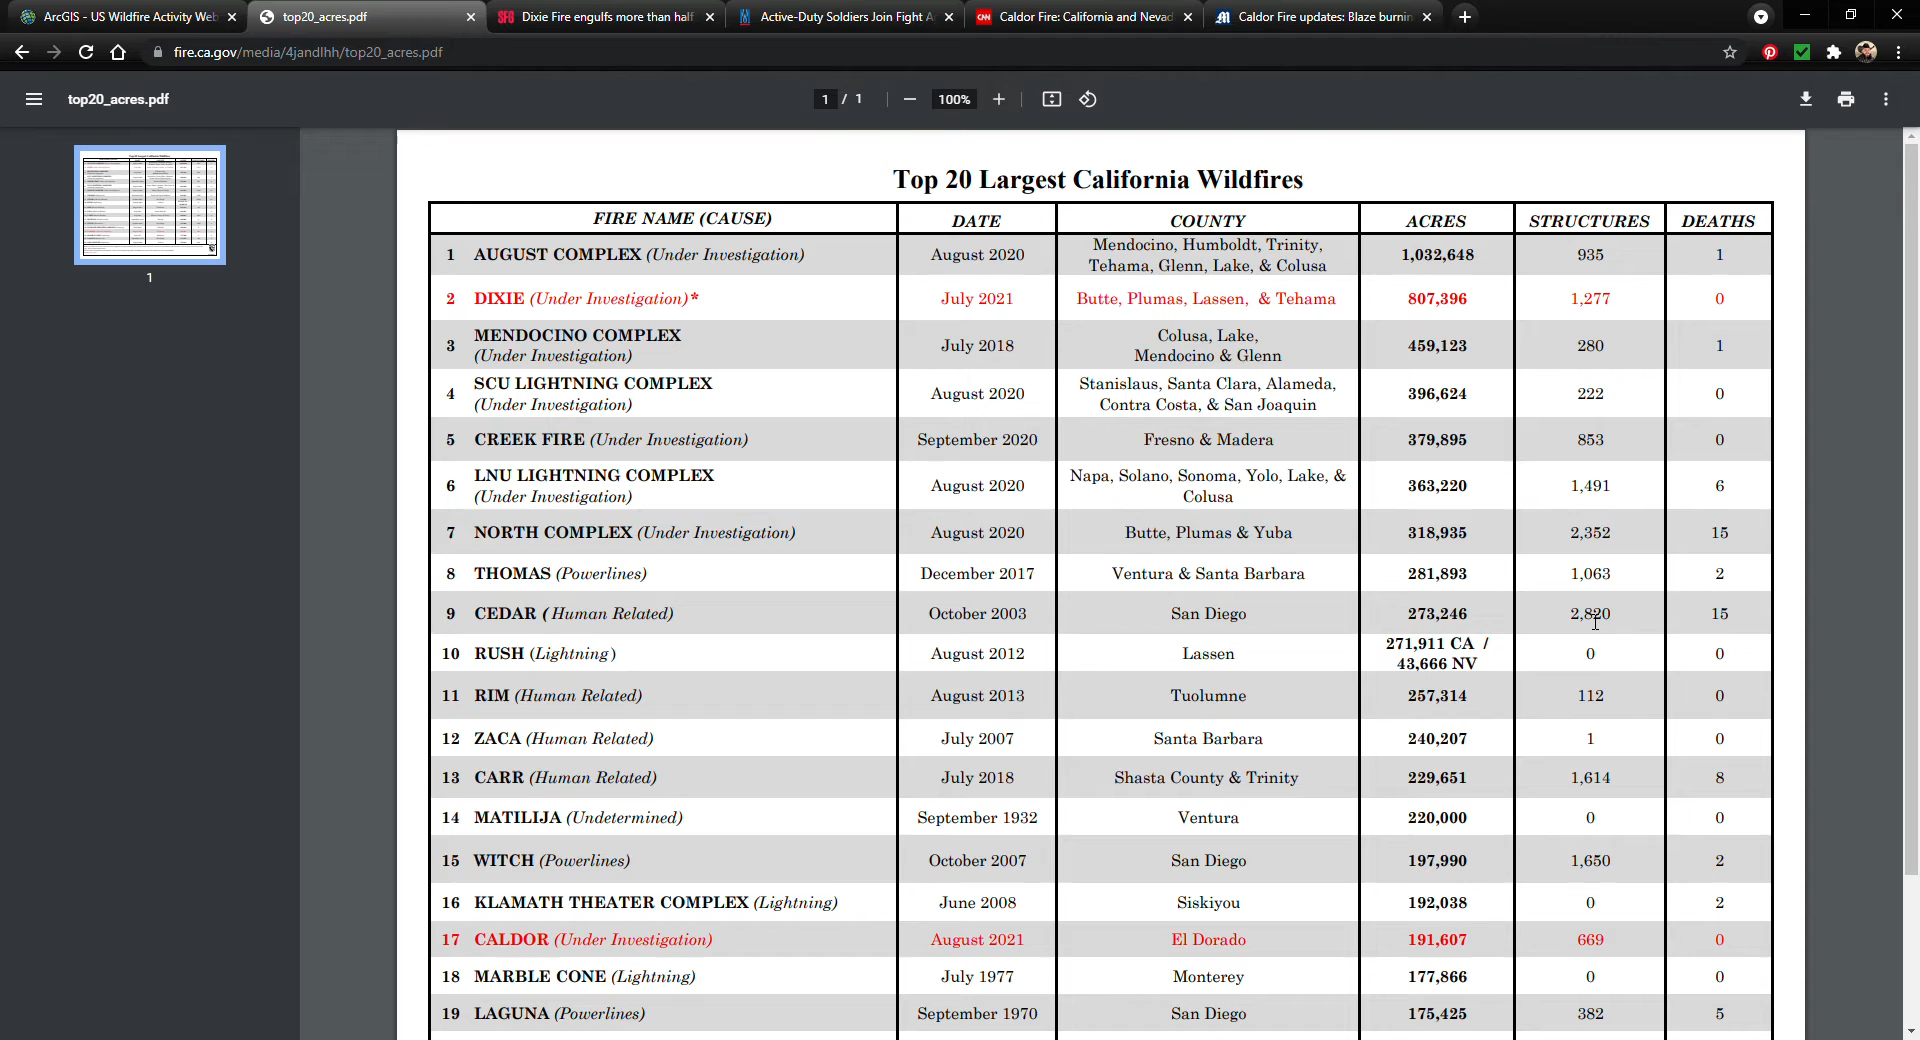 ArcGIS - US Wildfire Activity Web
top20_acres.pdf
Dixie Fire engulfs more than half
Active-Duty Soldiers Join Fight A
Caldor Fire: California and Nevad
Caldor Fire updates: Blaze burnin
fire.ca.gov/media/4jandlhh/top20_acres.pdf
top20_acres.pdf
1 / 1
100%
1
Top 20 Largest California Wildfires
FIRE NAME (CAUSE) DATE COUNTY ACRES STRUCTURES DEATHS
1 AUGUST COMPLEX (Under Investigation) August 2020 Mendocino, Humboldt, Trinity, 1,032,648 935 1
Tehama, Glenn, Lake, & Colusa
2 DIXIE (Under Investigation)* July 2021 Butte, Plumas, Lassen, & Tehama 807,396 1,277 0
3 MENDOCINO COMPLEX July 2018 Colusa, Lake, 459,123 280 1
(Under Investigation) Mendocino & Glenn
4 SCU LIGHTNING COMPLEX August 2020 Stanislaus, Santa Clara, Alameda, 396,624 222 0
(Under Investigation) Contra Costa, & San Joaquin
5 CREEK FIRE (Under Investigation) September 2020 Fresno & Madera 379,895 853 0
6 LNU LIGHTNING COMPLEX August 2020 Napa, Solano, Sonoma, Yolo, Lake, & 363,220 1,491 6
(Under Investigation) Colusa
7 NORTH COMPLEX (Under Investigation) August 2020 Butte, Plumas & Yuba 318,935 2,352 15
8 THOMAS (Powerlines) December 2017 Ventura & Santa Barbara 281,893 1,063 2
9 CEDAR ( Human Related) October 2003 San Diego 273,246 2,820 15
10 RUSH (Lightning) August 2012 Lassen 271,911 CA / 0 0
43,666 NV
11 RIM (Human Related) August 2013 Tuolumne 257,314 112 0
12 ZACA (Human Related) July 2007 Santa Barbara 240,207 1 0
13 CARR (Human Related) July 2018 Shasta County & Trinity 229,651 1,614 8
14 MATILIJA (Undetermined) September 1932 Ventura 220,000 0 0
15 WITCH (Powerlines) October 2007 San Diego 197,990 1,650 2
16 KLAMATH THEATER COMPLEX (Lightning) June 2008 Siskiyou 192,038 0 2
17 CALDOR (Under Investigation) August 2021 El Dorado 191,607 669 0
18 MARBLE CONE (Lightning) July 1977 Monterey 177,866 0 0
19 LAGUNA (Powerlines) September 1970 San Diego 175,425 382 5